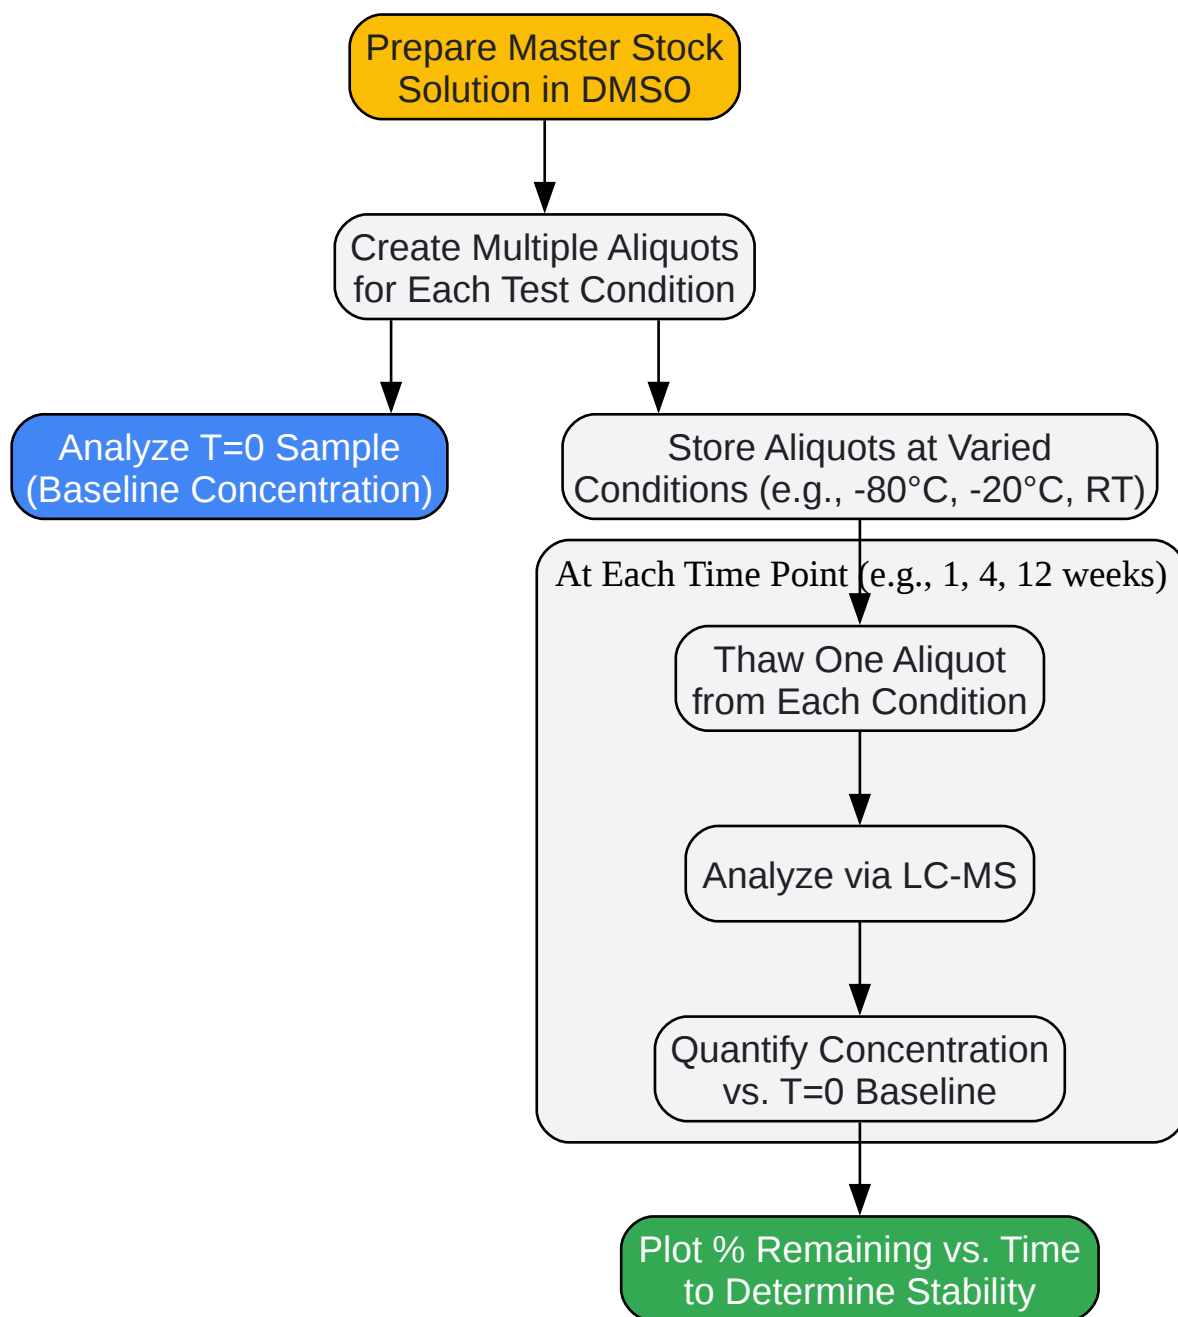 Prepare Master Stock
Solution in DMSO
Create Multiple Aliquots
for Each Test Condition
Analyze T=0 Sample
(Baseline Concentration)
Store Aliquots at Varied
Conditions (e.g., -80°C, -20°C, RT)
At Each Time Point (e.g., 1, 4, 12 weeks)
Thaw One Aliquot
from Each Condition
Analyze via LC-MS
Quantify Concentration
vs. T=0 Baseline
Plot % Remaining vs. Time
to Determine Stability